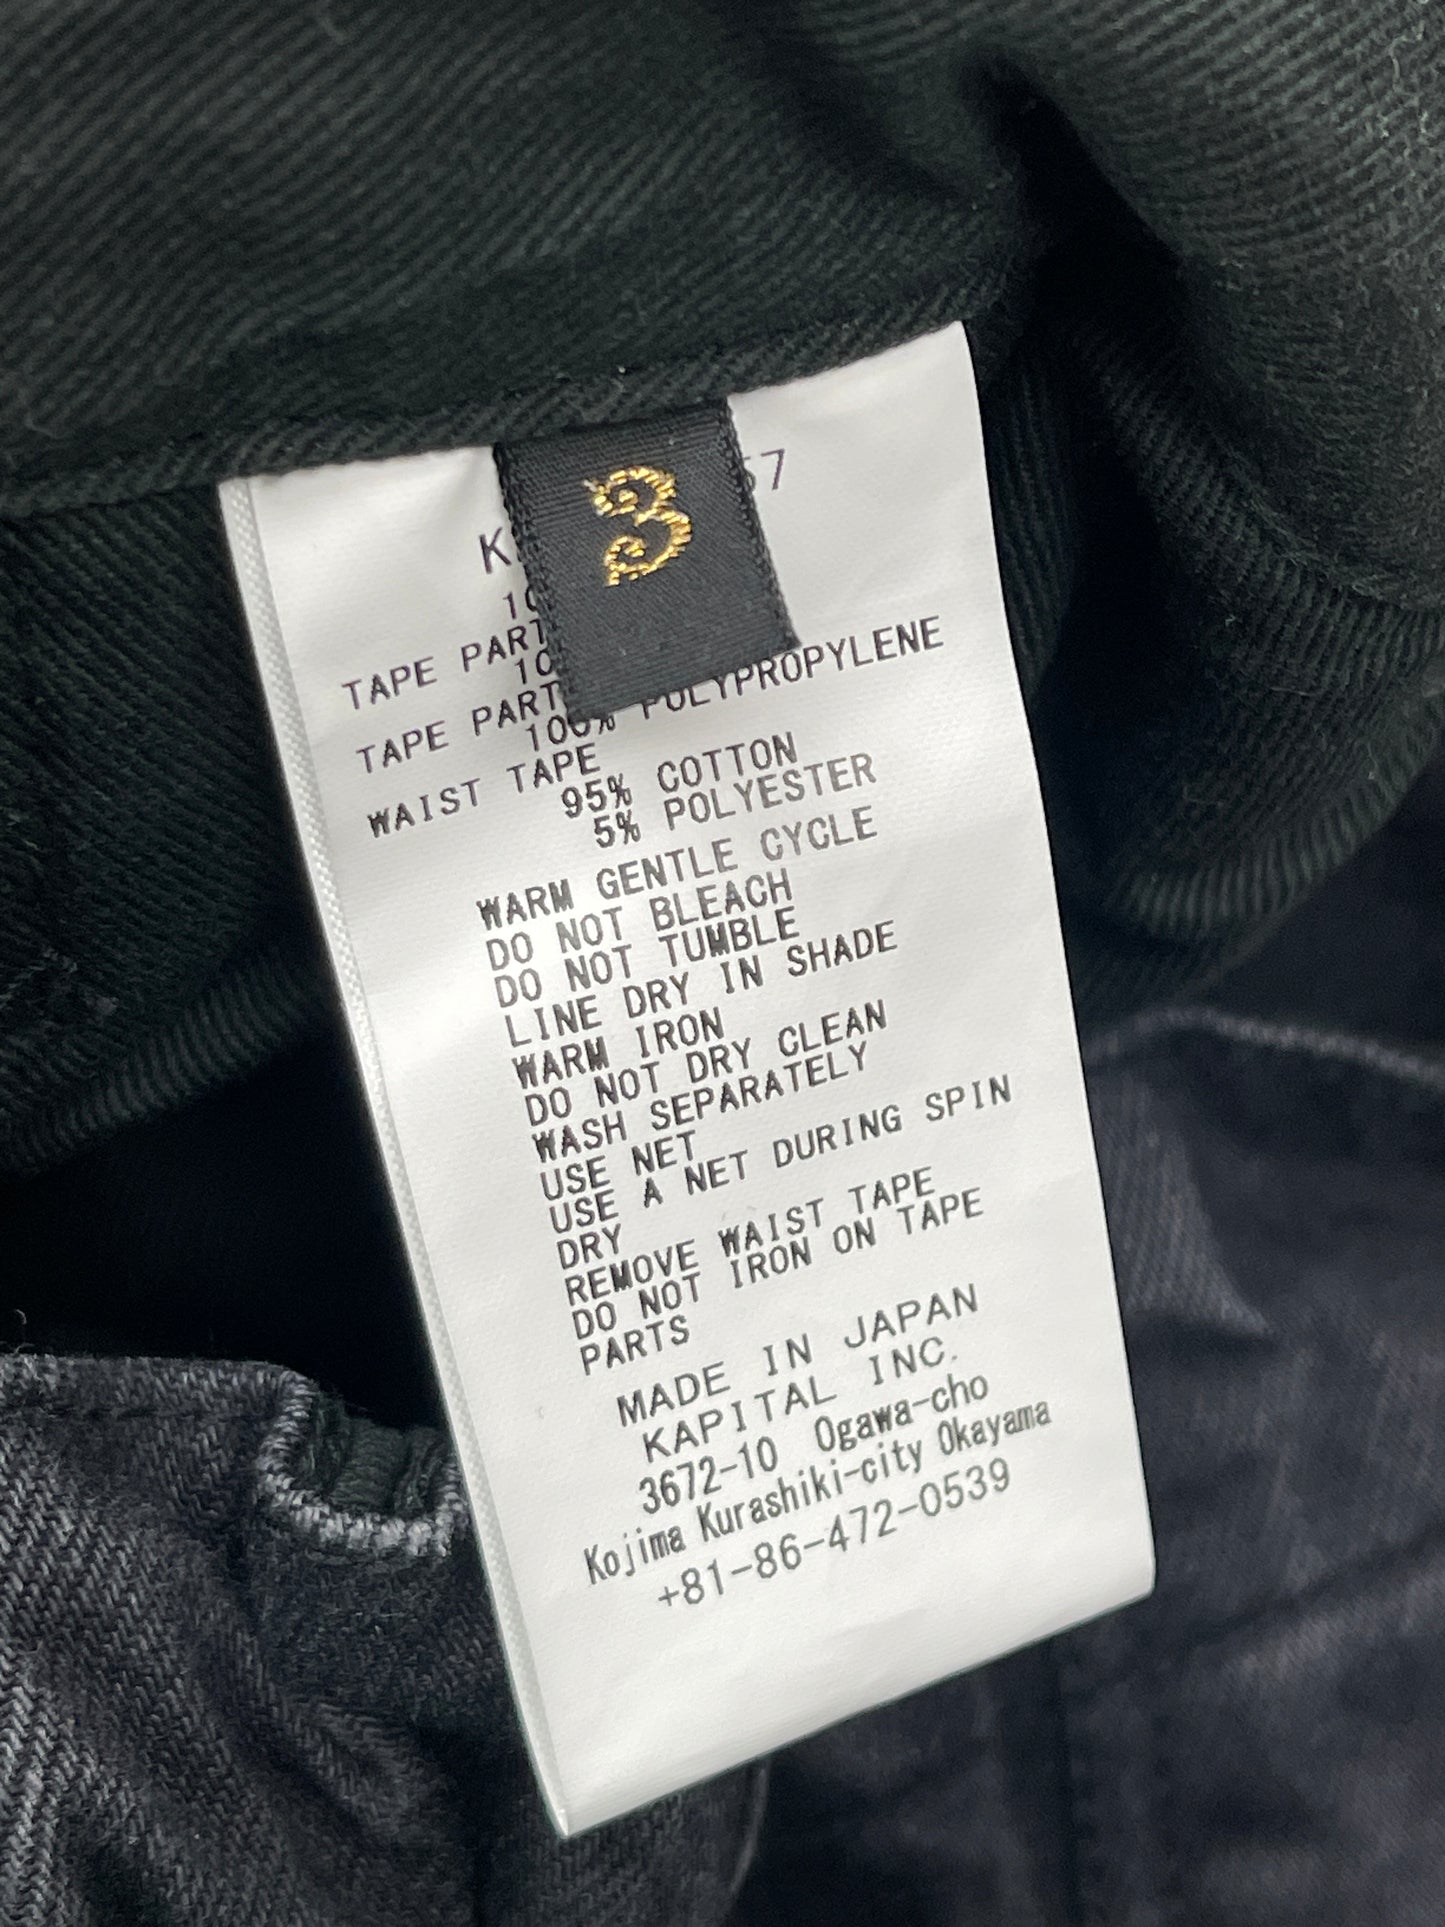 3
57
K
10
TAPE PART
10
TAPE PART
100% POLYPROPYLENE
WAIST TAPE
95% COTTON
5% POLYESTER
WARM GENTLE CYCLE
DO NOT BLEACH
DO NOT TUMBLE
LINE DRY IN SHADE
WARM IRON
DO NOT DRY CLEAN
WASH SEPARATELY
USE NET
USE A NET DURING SPIN
DRY
REMOVE WAIST TAPE
DO NOT IRON ON TAPE
PARTS
MADE IN JAPAN
KAPITAL INC.
3672-10 Ogawa-cho
Kojima Kurashiki-city Okayama
+81-86-472-0539